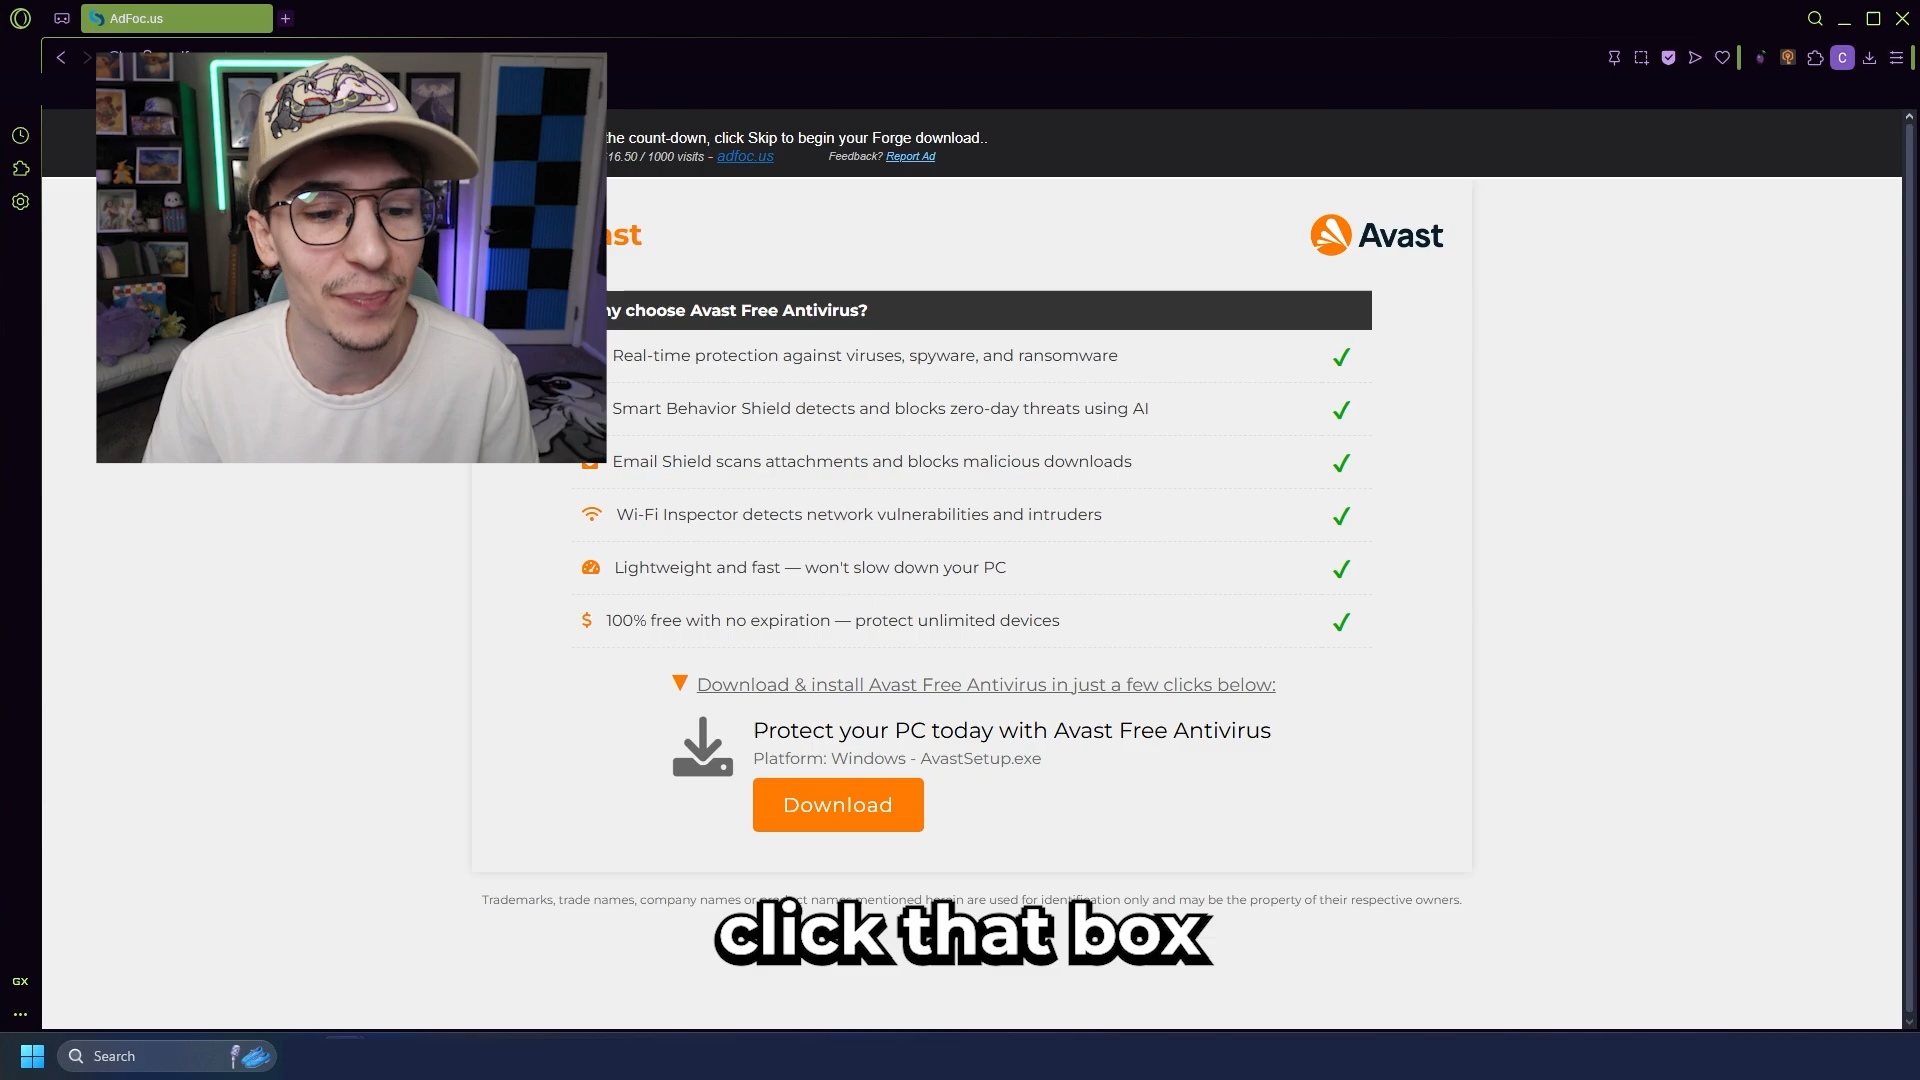 AdFoc.us
C
the count-down, click Skip to begin your Forge download..
16.50 / 1000 visits - adfoc.us
Feedback? Report Ad
Avast
choose Avast Free Antivirus?
Real-time protection against viruses, spyware, and ransomware
Smart Behavior Shield detects and blocks zero-day threats using AI
Email Shield scans attachments and blocks malicious downloads
Wi-Fi Inspector detects network vulnerabilities and intruders
Lightweight and fast — won't slow down your PC
$ 100% free with no expiration — protect unlimited devices
Download & install Avast Free Antivirus in just a few clicks below:
Protect your PC today with Avast Free Antivirus
Platform: Windows - AvastSetup.exe
Download
Trademarks, trade names, company names or product names mentioned herein are used for identification only and may be the property of their respective owners.
click that box
GX
Search